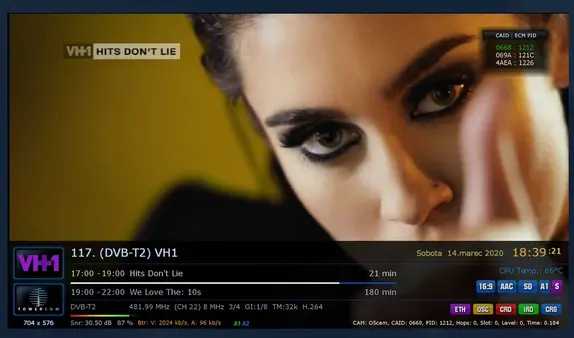 VH1 HITS DON'T LIE
CAID : ECM PID
066B : 1212
069A : 121C
4AEA : 1226
VH1
117. (DVB-T2) VH1
Sobota 14.marec 2020 18:39:21
17:00 - 19:00 Hits Don't Lie 21 min
CPU Temp.: 66°C
19:00 - 22:00 We Love The: 10s 180 min
16:9 AAC SD A1 S
TOWERCOM
DVB-T2 481.99 MHz (CH 22) 8 MHz 3/4 GI:1/8 TM:32k H.264
ETH OSC CRD IRD CRG
704 x 576
Snr: 30.50 dB 87 % Btr: V: 2024 kb/s, A: 96 kb/s A1 A2
CAM: OScam, CAID: 0668, PID: 1212, Hops: 0, Slot: 0, Level: 0, Time: 0.184